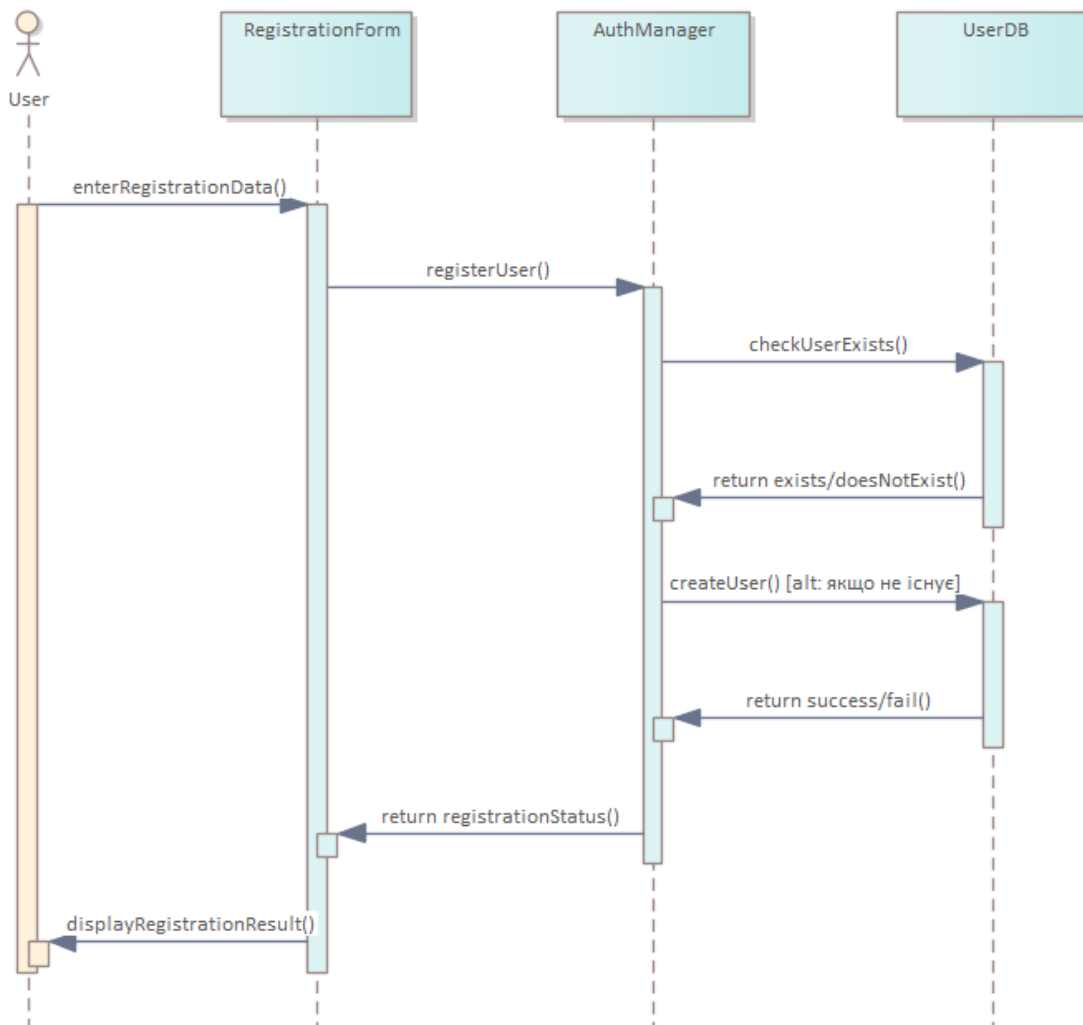 User
RegistrationForm
AuthManager
UserDB
enterRegistrationData()
registerUser()
checkUserExists()
return exists/doesNotExist()
createUser() [alt: якщо не існує]
return success/fail()
return registrationStatus()
displayRegistrationResult()